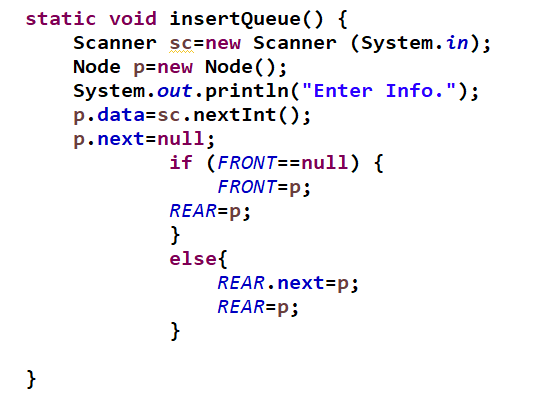 static void insertQueue() {
Scanner sc=new Scanner (System.in);
Node p=new Node();
System.out.println("Enter Info.");
p.data=sc.nextInt();
p.next=null;
if (FRONT==null) {
FRONT=p;
REAR=p;
}
else{
REAR.next=p;
REAR=p;
}
}